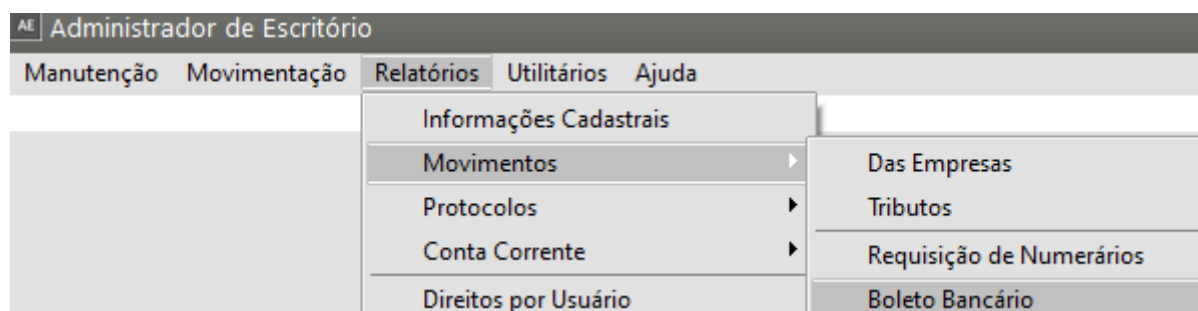 AE Administrador de Escritório
Manutenção Movimentação Relatórios Utilitários Ajuda
Informações Cadastrais
Movimentos
Protocolos
Conta Corrente
Direitos por Usuário
Das Empresas
Tributos
Requisição de Numerários
Boleto Bancário